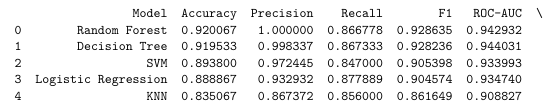 Model Accuracy Precision Recall F1 ROC-AUC \
0 Random Forest 0.920067 1.000000 0.866778 0.928635 0.942932
1 Decision Tree 0.919533 0.998337 0.867333 0.928236 0.944031
2 SVM 0.893800 0.972445 0.847000 0.905398 0.933993
3 Logistic Regression 0.888867 0.932932 0.877889 0.904574 0.934740
4 KNN 0.835067 0.867372 0.856000 0.861649 0.908827